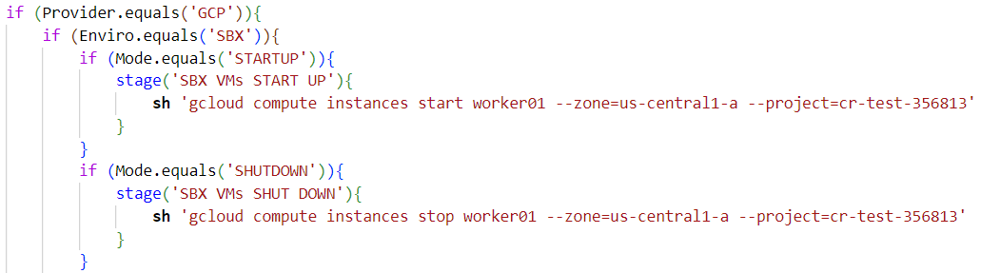 if (Provider.equals('GCP')){
if (Enviro.equals('SBX')){
if (Mode.equals('STARTUP')){
stage('SBX VMs START UP'){
sh 'gcloud compute instances start worker01 --zone=us-central1-a --project=cr-test-356813'
}
}
if (Mode.equals('SHUTDOWN')){
stage('SBX VMs SHUT DOWN'){
sh 'gcloud compute instances stop worker01 --zone=us-central1-a --project=cr-test-356813'
}
}